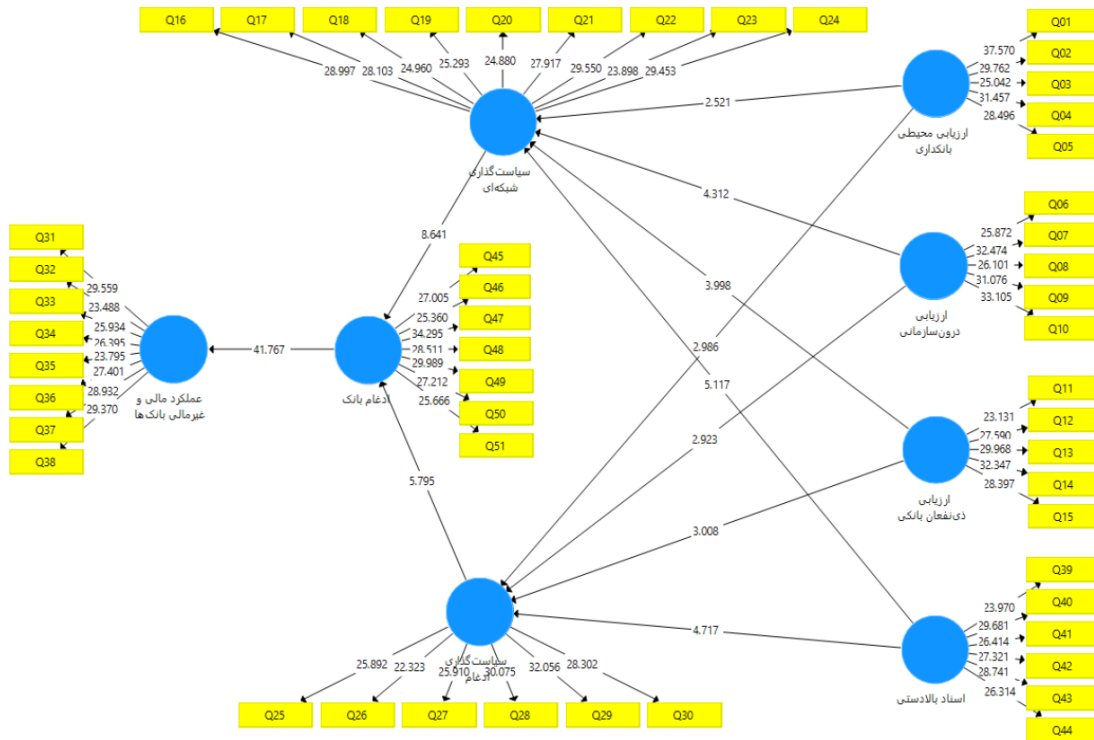 Q16
Q17
Q18
Q19
Q20
Q21
Q22
Q23
Q24
28.997
28.103
24.960
25.293
24.880
27.917
29.550
23.898
29.453
سیاست‌گذاری
شبکه‌ای
Q01
Q02
Q03
Q04
Q05
37.570
29.762
25.042
31.457
28.496
ارزیابی محیطی
بانکداری
2.521
4.312
3.998
2.986
5.117
2.923
3.008
4.717
8.641
5.795
41.767
Q06
Q07
Q08
Q09
Q10
25.872
32.474
26.101
31.076
33.105
ارزیابی
درون‌سازمانی
Q31
Q32
Q33
Q34
Q35
Q36
Q37
Q38
29.559
23.488
25.934
26.395
23.795
27.401
28.932
29.370
عملکرد مالی و
غیرمالی بانک‌ها
Q45
Q46
Q47
Q48
Q49
Q50
Q51
27.005
25.360
34.295
28.511
29.989
27.212
25.666
ادغام بانک
Q11
Q12
Q13
Q14
Q15
23.131
27.590
29.968
32.347
28.397
ارزیابی
ذی‌نفعان بانکی
Q39
Q40
Q41
Q42
Q43
Q44
23.970
29.681
26.414
27.321
28.741
26.314
اسناد بالادستی
سیاست‌گذاری
ادغام
25.892
22.323
25.910
30.075
32.056
28.302
Q25
Q26
Q27
Q28
Q29
Q30